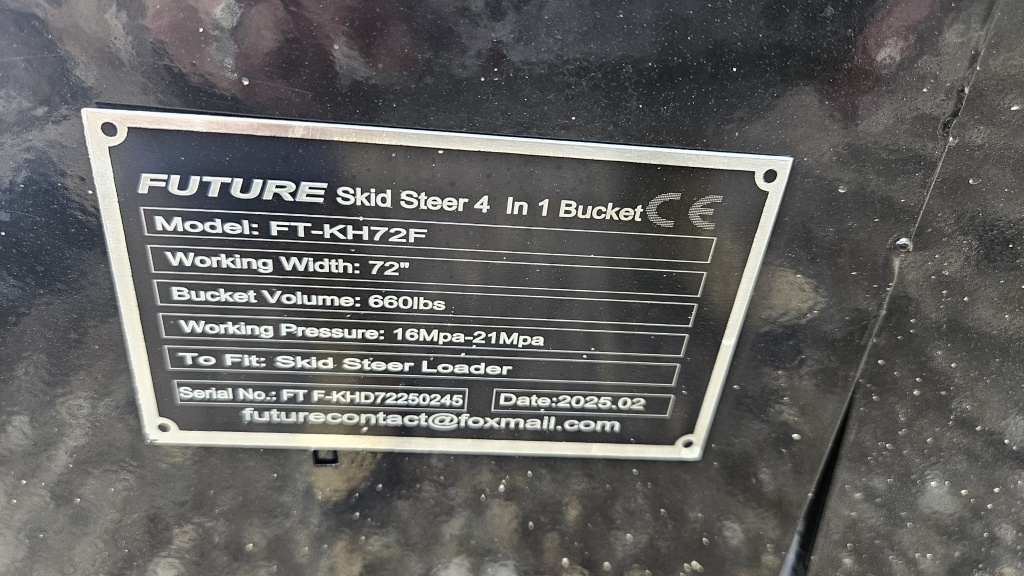 FUTURE Skid Steer 4 In 1 Bucket CE
Model: FT-KH72F
Working Width: 72"
Bucket Volume: 660lbs
Working Pressure: 16Mpa-21Mpa
To Fit: Skid Steer Loader
Serial No.: FT F-KHD72250245 Date:2025.02
futurecontact@foxmail.com